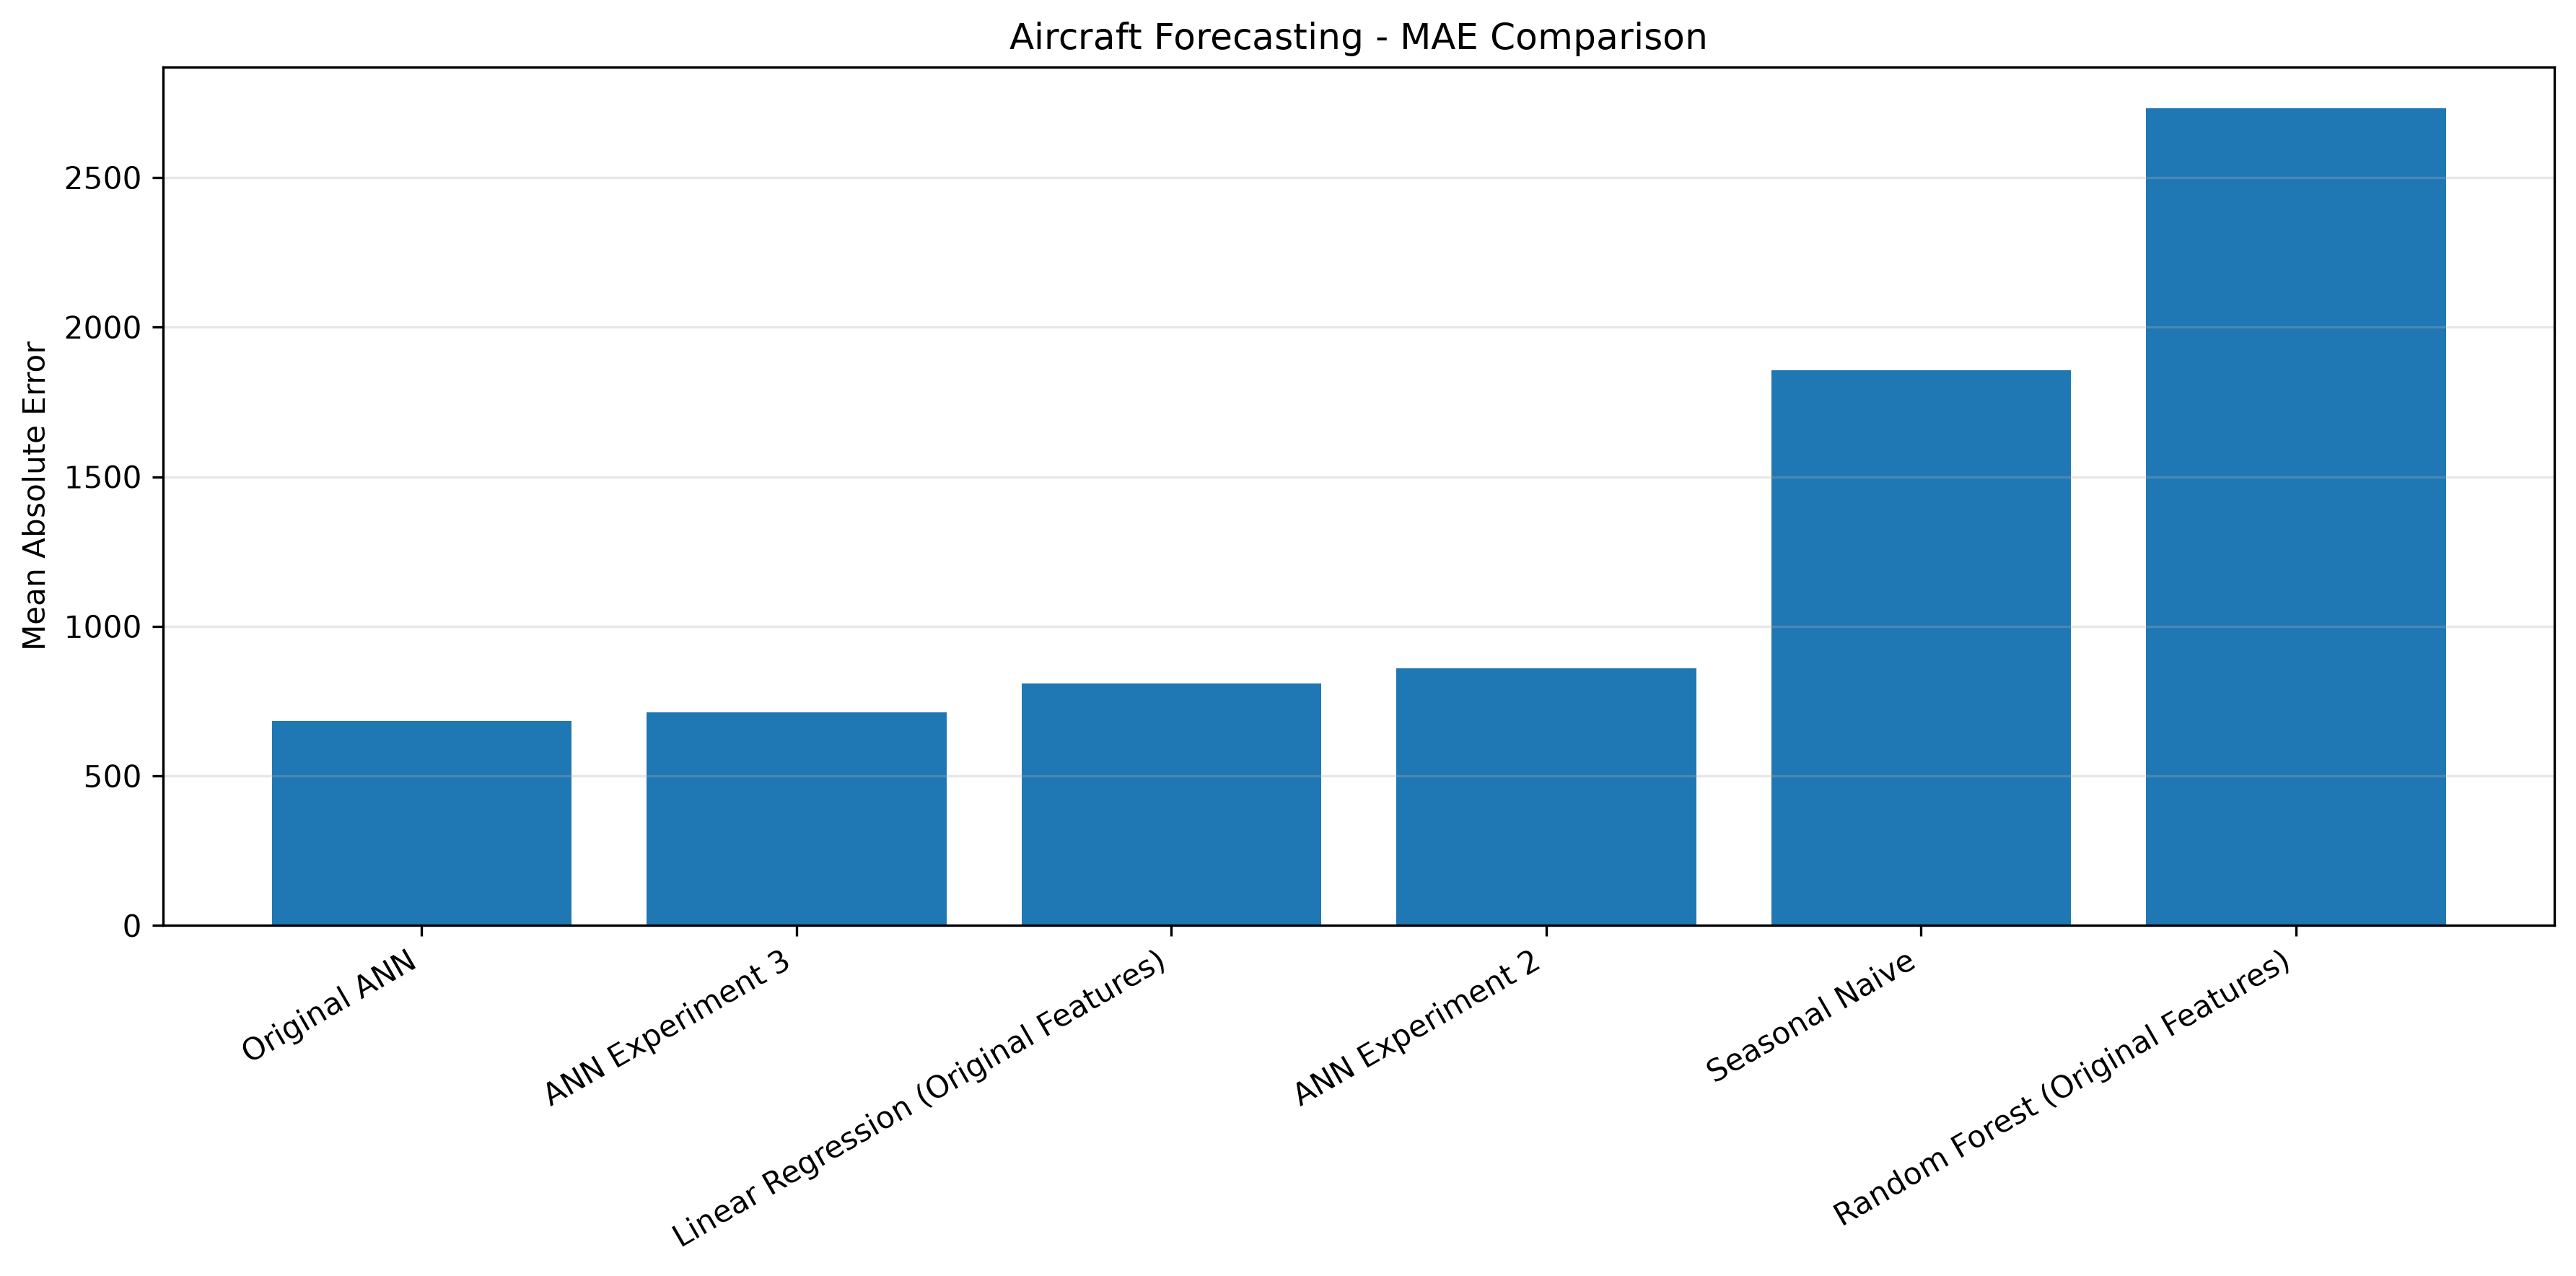 Aircraft Forecasting - MAE Comparison
Mean Absolute Error
2500
2000
1500
1000
500
0
Original ANN
ANN Experiment 3
Linear Regression (Original Features)
ANN Experiment 2
Seasonal Naive
Random Forest (Original Features)